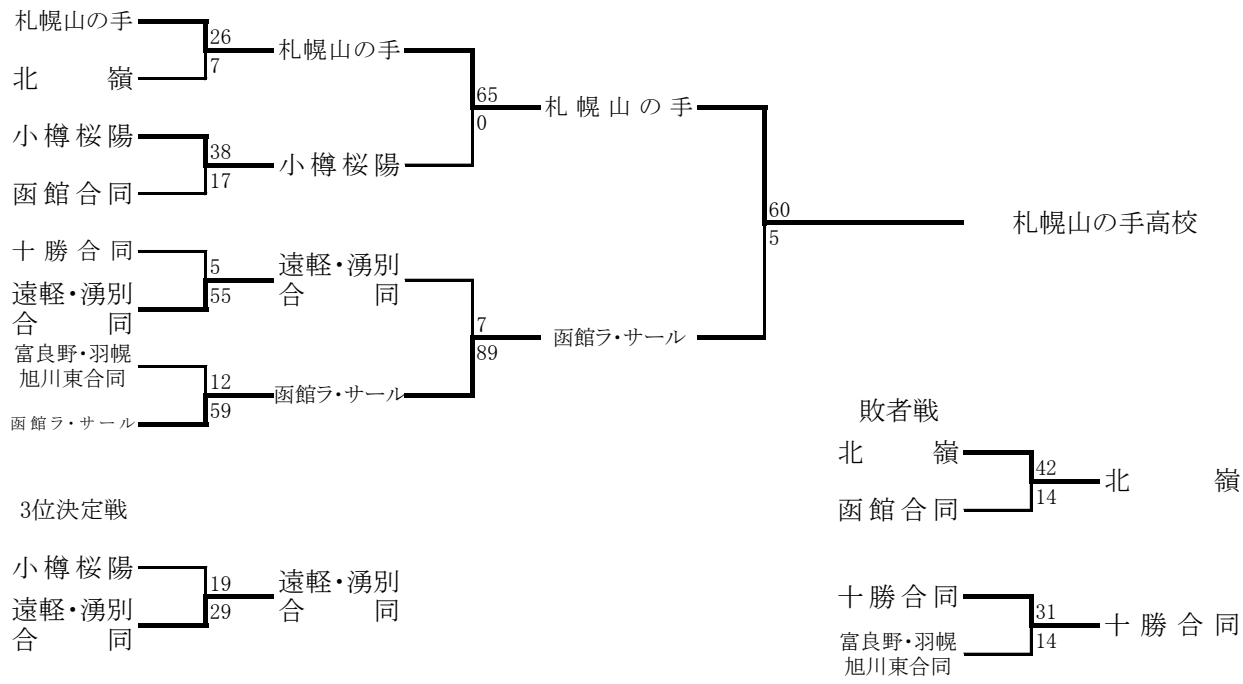 札幌山の手
26
7
北嶺
札幌山の手
65
0
小樽桜陽
38
17
函館合同
小樽桜陽
札幌山の手
60
5
札幌山の手高校
十勝合同
5
55
遠軽・湧別
合同
遠軽・湧別
合同
7
89
富良野・羽幌
旭川東合同
12
59
函館ラ・サール
函館ラ・サール
函館ラ・サール
敗者戦
北嶺
42
14
函館合同
北嶺
十勝合同
31
14
富良野・羽幌
旭川東合同
十勝合同
3位決定戦
小樽桜陽
19
29
遠軽・湧別
合同
遠軽・湧別
合同